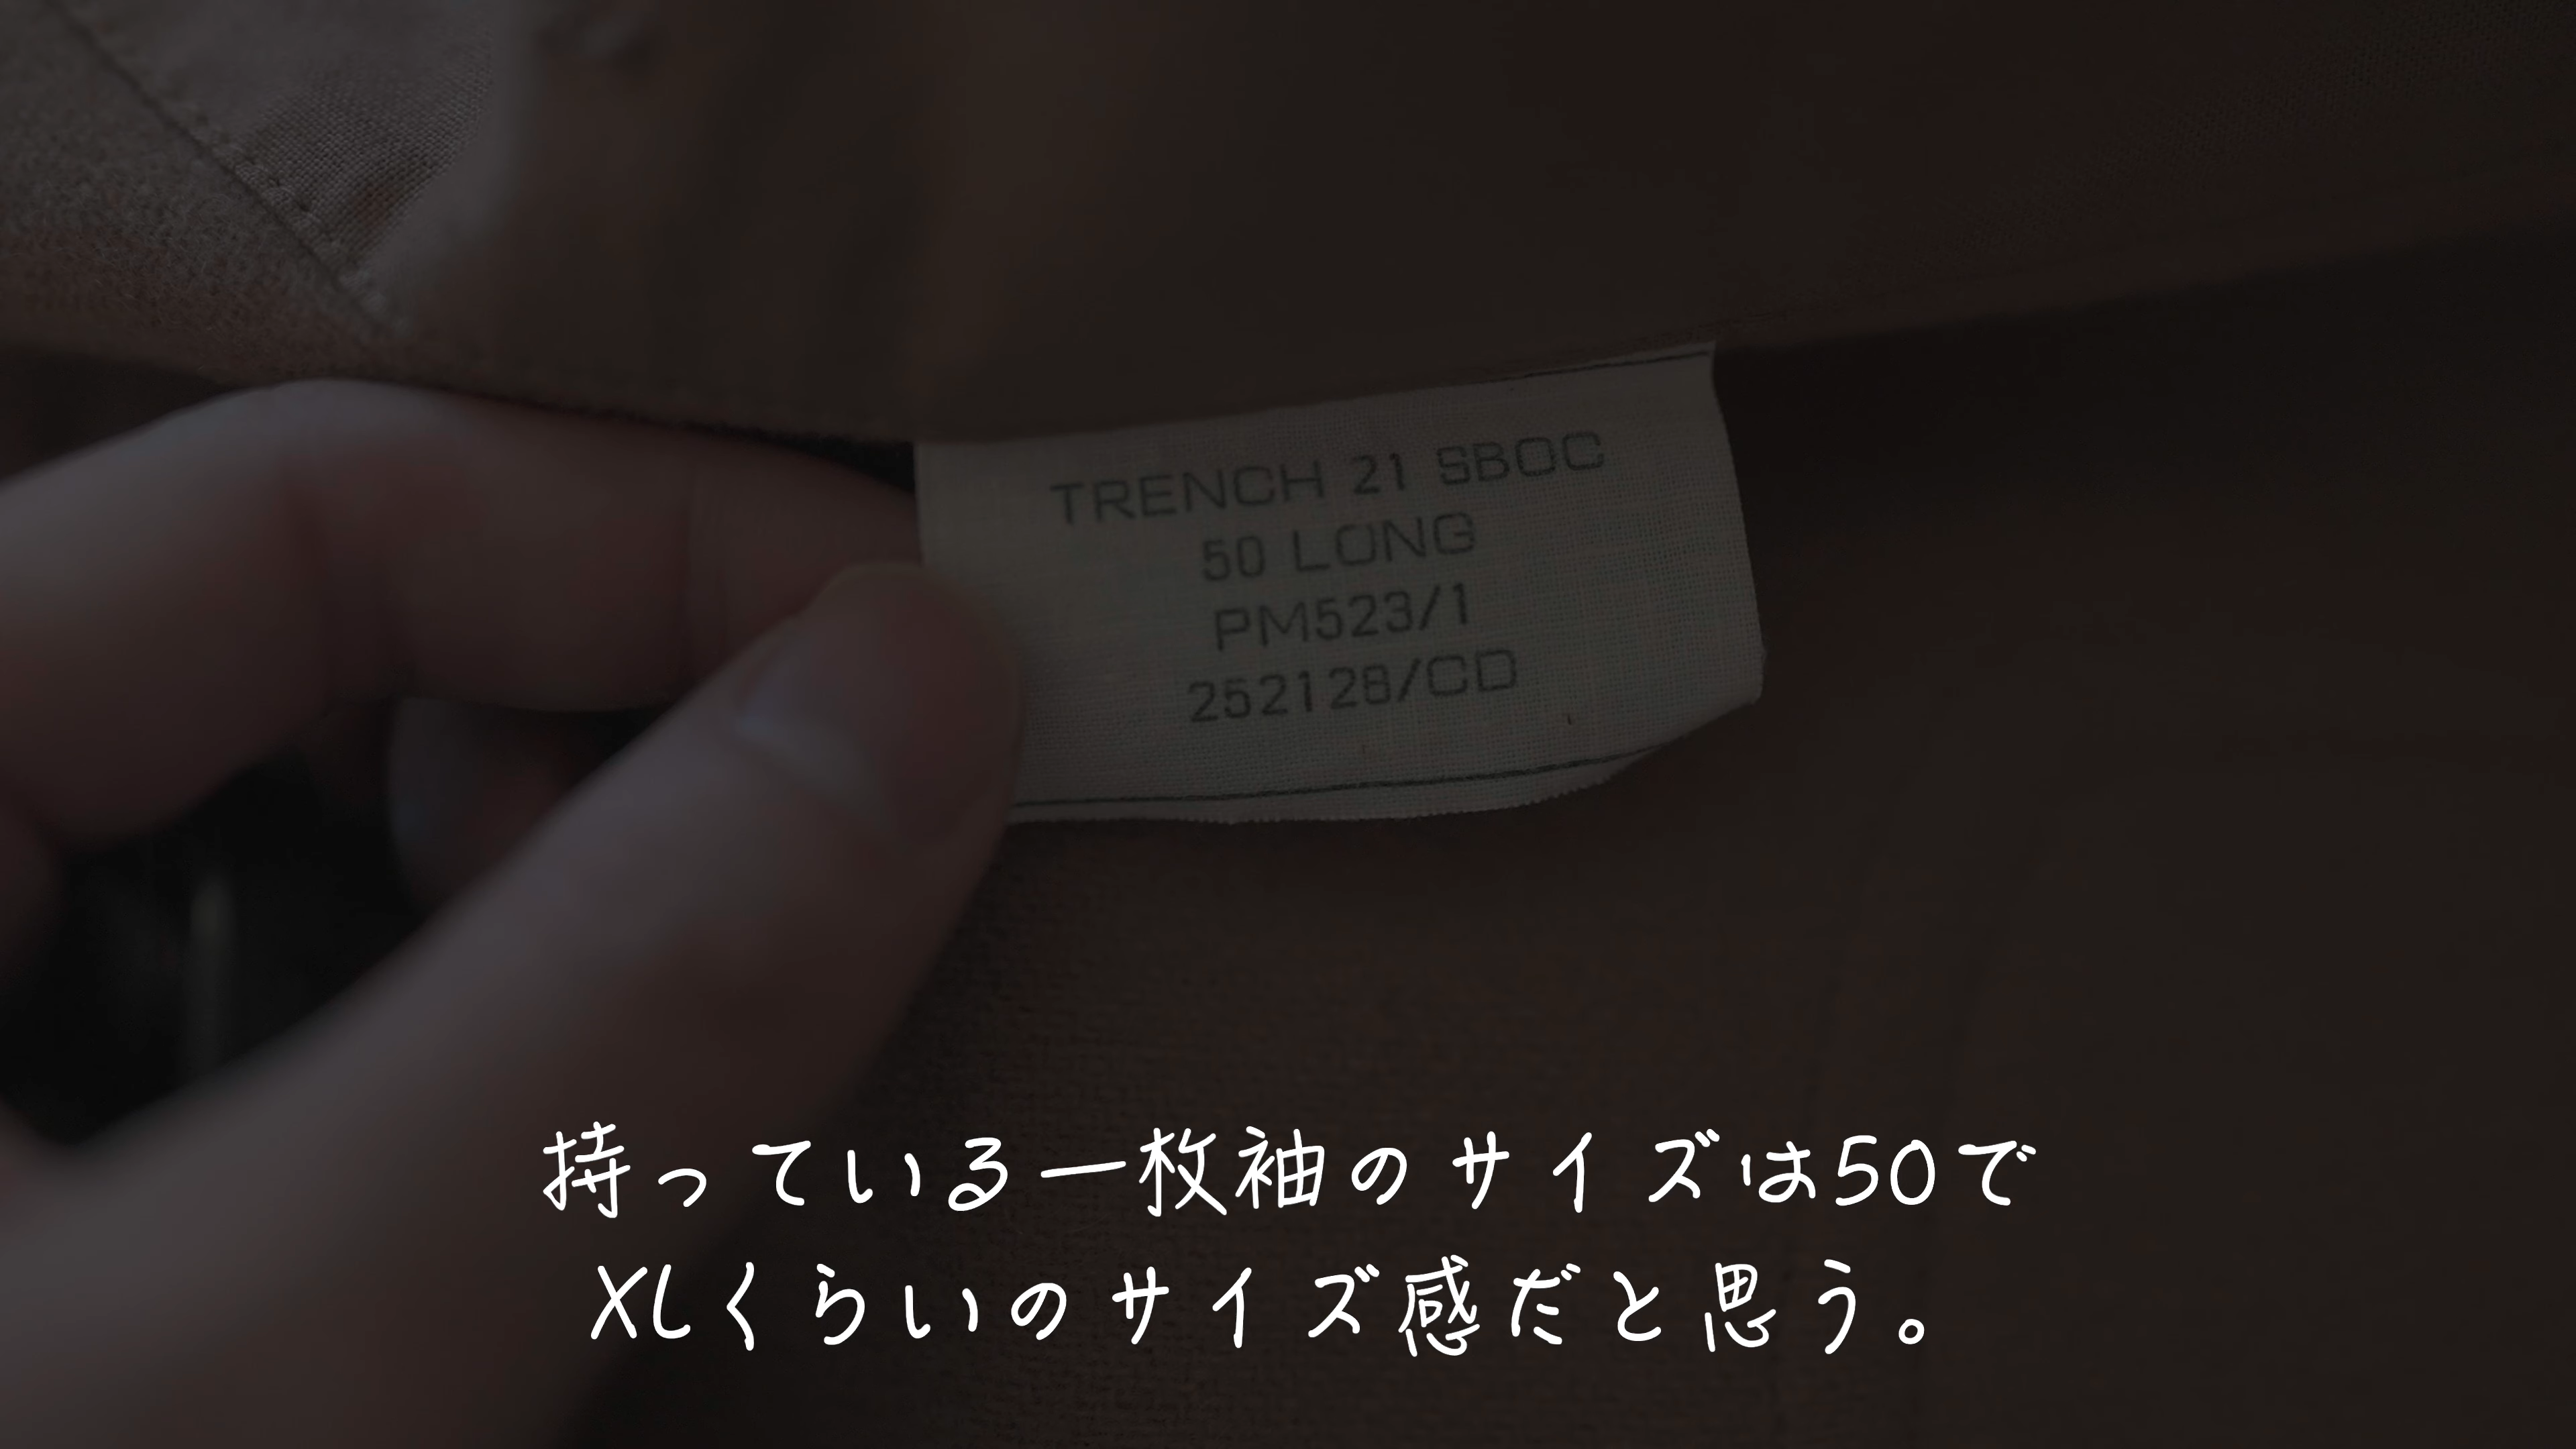 TRENCH 21 SBOC
50 LONG
PM523/1
252128/CD
持っている一枚袖のサイズは50で
XLくらいのサイズ感だと思う。